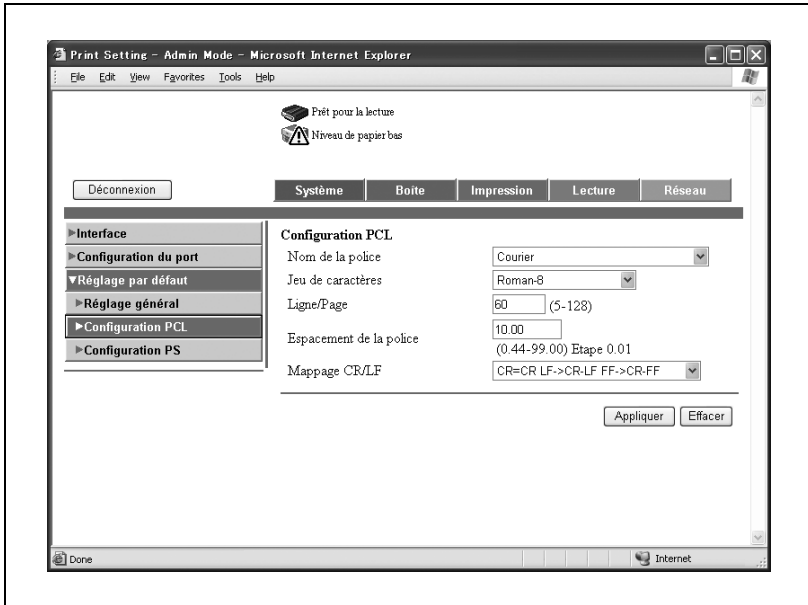 Print Setting - Admin Mode - Microsoft Internet Explorer
File Edit View Favorites Tools Help
Prêt pour la lecture
Niveau de papier bas
Déconnexion
Système Boite Impression Lecture Réseau
Interface
Configuration du port
Réglage par défaut
Réglage général
Configuration PCL
Configuration PS
Configuration PCL
Nom de la police Courier
Jeu de caractères Roman-8
Ligne/Page 60 (5-128)
Espacement de la police 10.00
(0.44-99.00) Etape 0.01
Mappage CR/LF CR=CR LF->CR-LF FF->CR-FF
Appliquer Effacer
Done Internet